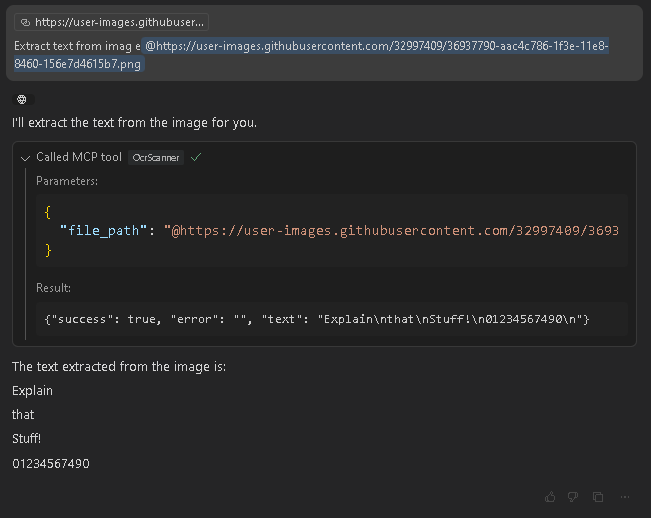 https://user-images.githubuser...
Extract text from imag e @https://user-images.githubusercontent.com/32997409/36937790-aac4c786-1f3e-11e8-
8460-156e7d4615b7.png
I'll extract the text from the image for you.
Called MCP tool OcrScanner
Parameters:
{
"file_path": "@https://user-images.githubusercontent.com/32997409/3693
}
Result:
{"success": true, "error": "", "text": "Explain\nthat\nStuff!\n01234567490\n"}
The text extracted from the image is:
Explain
that
Stuff!
01234567490